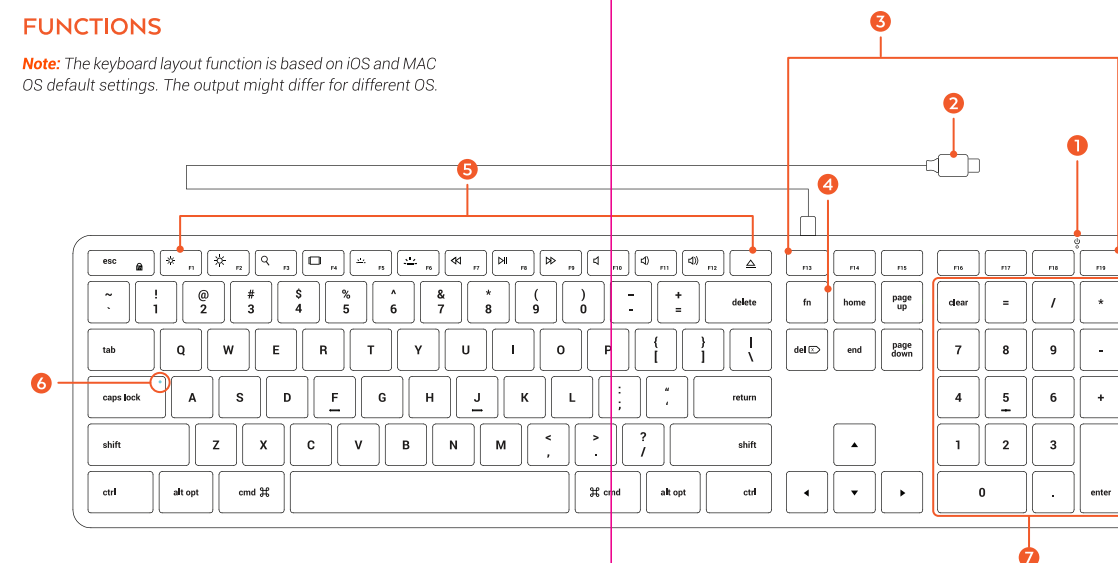 FUNCTIONS
Note: The keyboard layout function is based on iOS and MAC
OS default settings. The output might differ for different OS.
3
2
1
5
4
esc F1 F2 F3 F4 F5 F6 F7 F8 F9 F10 F11 F12 F13 F14 F15 F16 F17 F18 F19
~ ! @ # $ % ^ & * ( ) – + delete fn home page up clear = / *
` 1 2 3 4 5 6 7 8 9 0 - =
tab Q W E R T Y U I O P { [ } ] | \ del end page down 7 8 9 -
6
caps lock A S D F G H J K L : ; “ ‘ return 4 5 6 +
shift Z X C V B N M < , > . ? / shift 1 2 3
ctrl alt opt cmd ⌘ ⌘ cmd alt opt ctrl 0 . enter
7